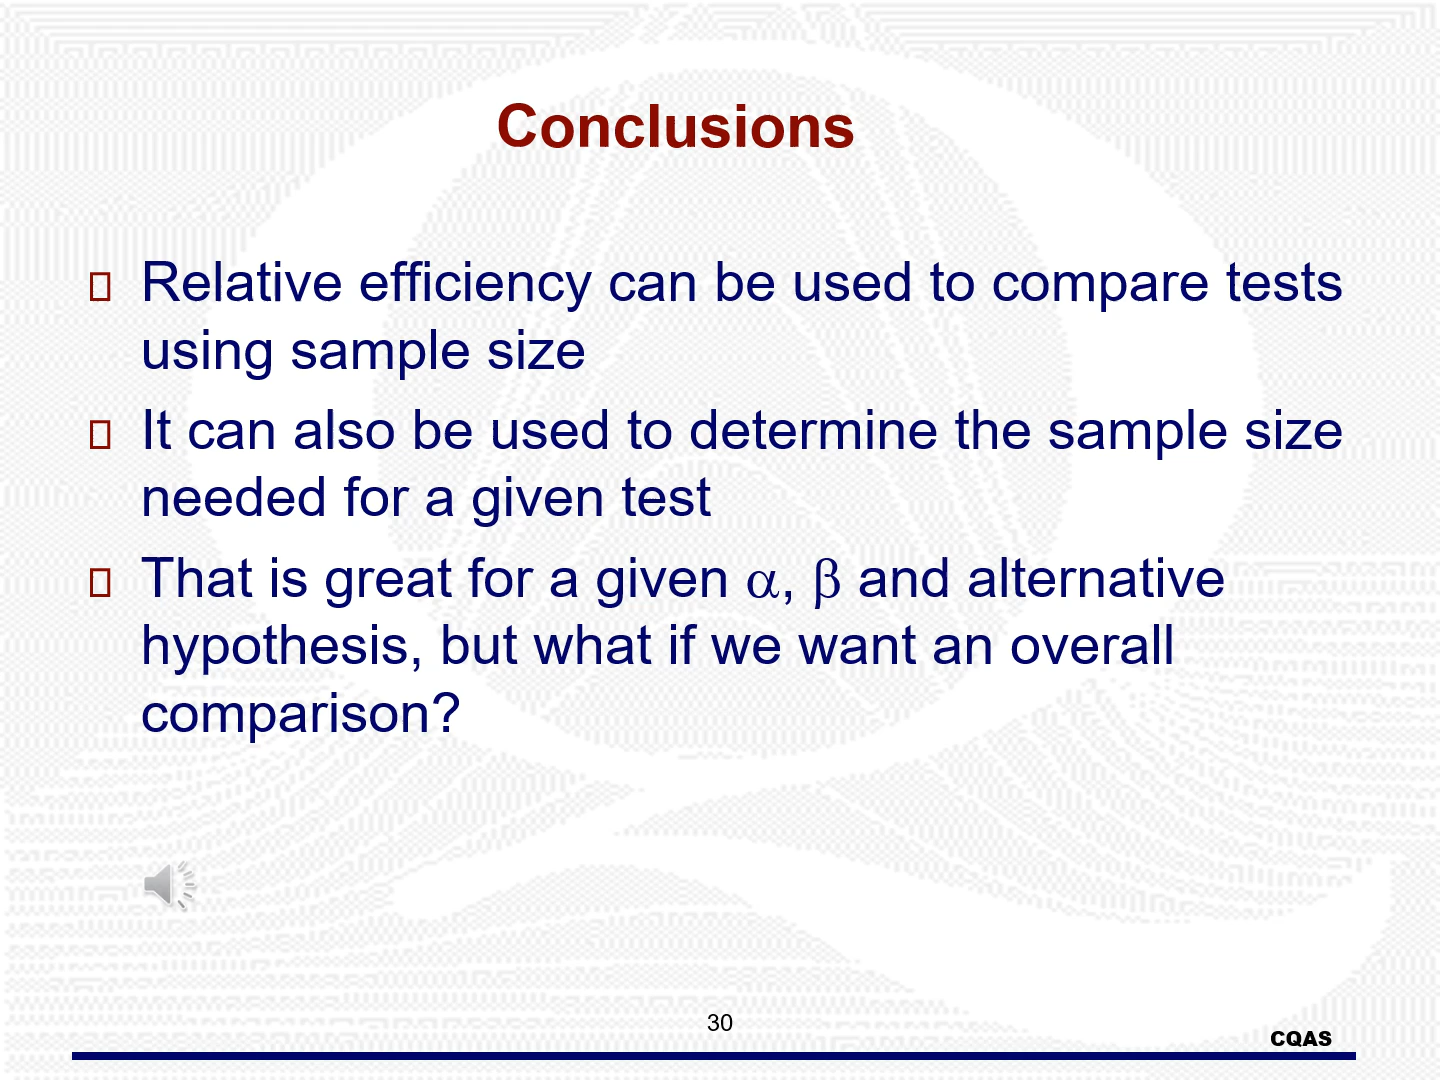 Conclusions
Relative efficiency can be used to compare tests
using sample size
It can also be used to determine the sample size
needed for a given test
That is great for a given α, β and alternative
hypothesis, but what if we want an overall
comparison?
30
CQAS